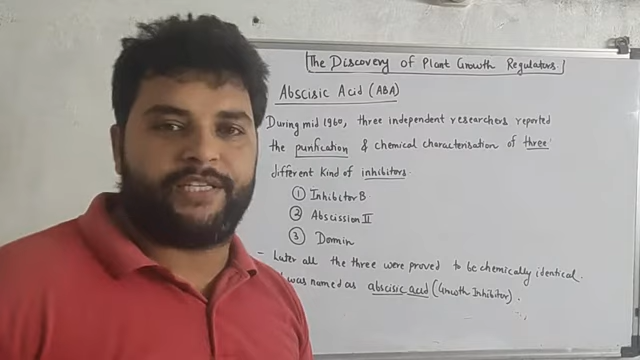 The Discovery of Plant Growth Regulators.
Abscisic Acid (ABA)
During mid 1960, three independent researchers reported
the purification & chemical characterisation of three
different kind of inhibitors.
① Inhibitor B
② Abscission II
③ Dormin
- Later all the three were proved to be chemically identical.
was named as abscisic acid (Growth Inhibitor).